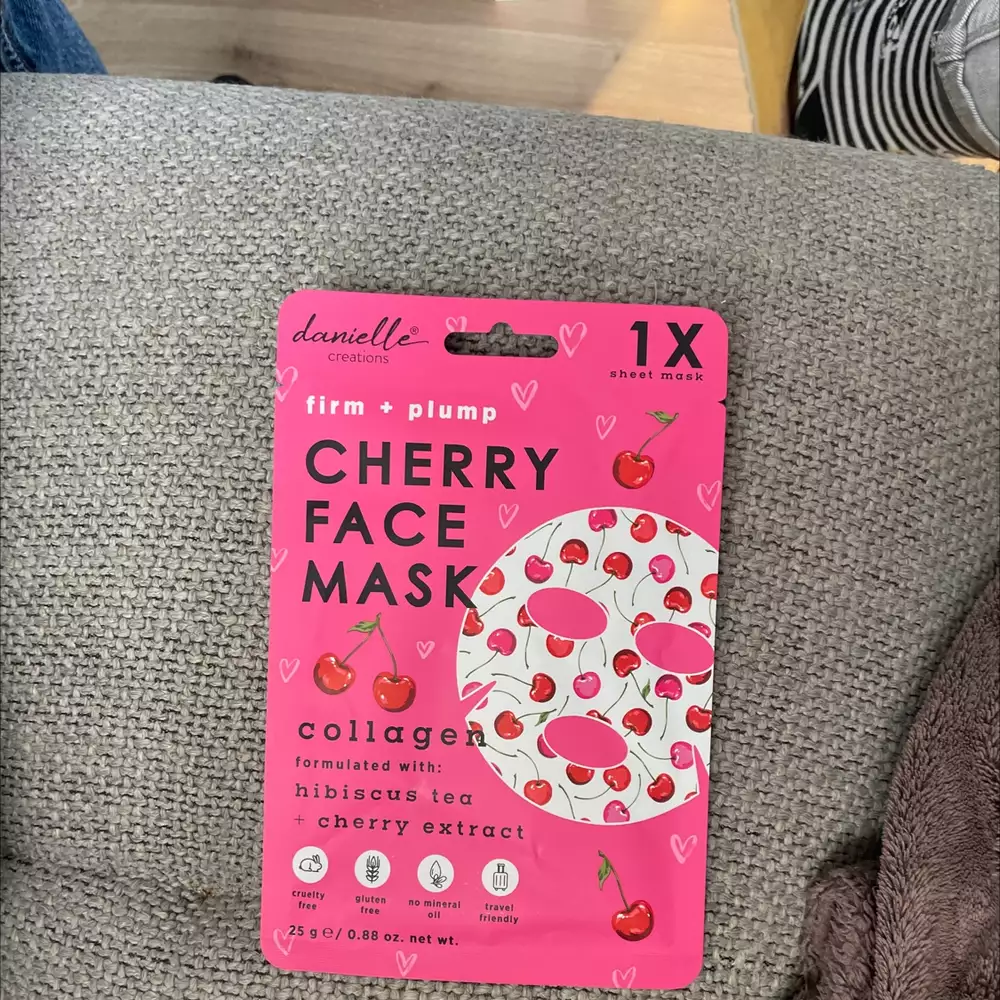 danielle®
creations
1X
sheet mask
firm + plump
CHERRY
FACE
MASK
collagen
formulated with:
hibiscus tea
+ cherry extract
cruelty
free
gluten
free
no mineral
oil
travel
friendly
25 g ℮/ 0.88 oz. net wt.